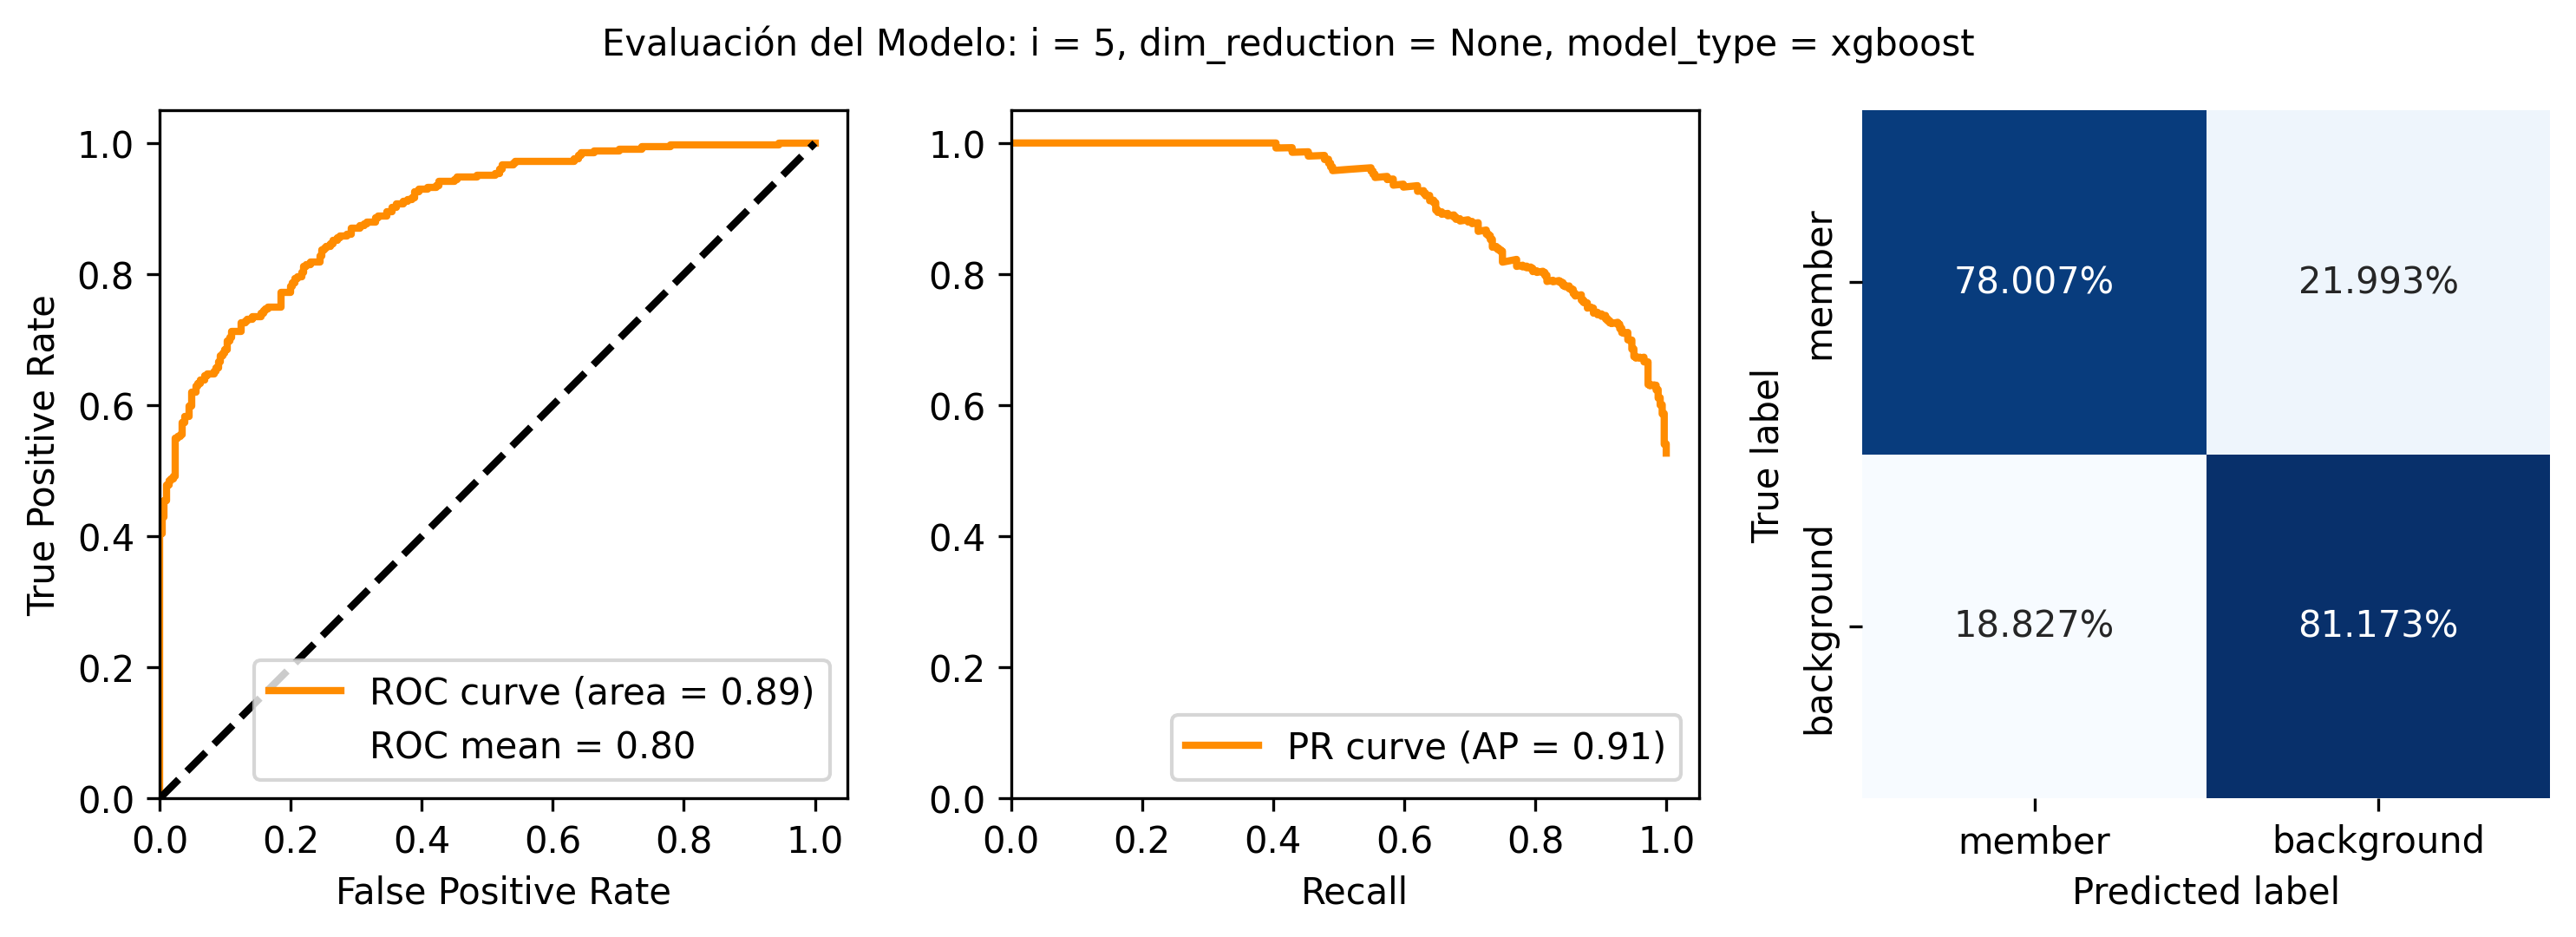 Evaluación del Modelo: i = 5, dim_reduction = None, model_type = xgboost
True Positive Rate
1.0
0.8
0.6
0.4
0.2
0.0
ROC curve (area = 0.89)
ROC mean = 0.80
0.0 0.2 0.4 0.6 0.8 1.0
False Positive Rate
1.0
0.8
0.6
0.4
0.2
0.0
PR curve (AP = 0.91)
0.0 0.2 0.4 0.6 0.8 1.0
Recall
True label
member
background
78.007% 21.993%
18.827% 81.173%
member background
Predicted label